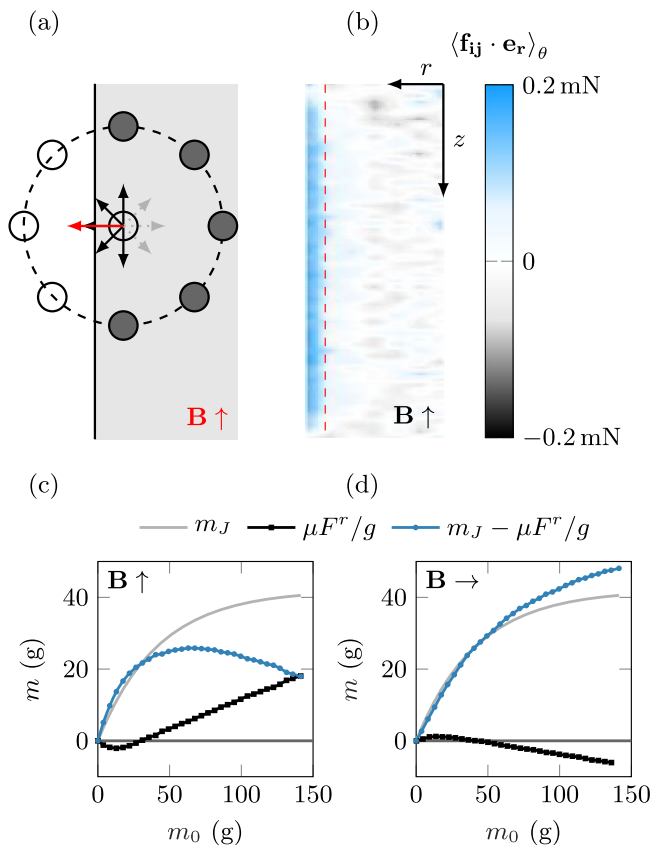 (a)
(b)
⟨f_ij · e_r⟩_θ
0.2 mN
r
z
0
B ↑
B ↑
−0.2 mN
(c)
(d)
m_J
μF^r/g
m_J − μF^r/g
B ↑
B →
40
20
0
m (g)
0
50
100
150
m_0 (g)
40
20
0
m (g)
0
50
100
150
m_0 (g)